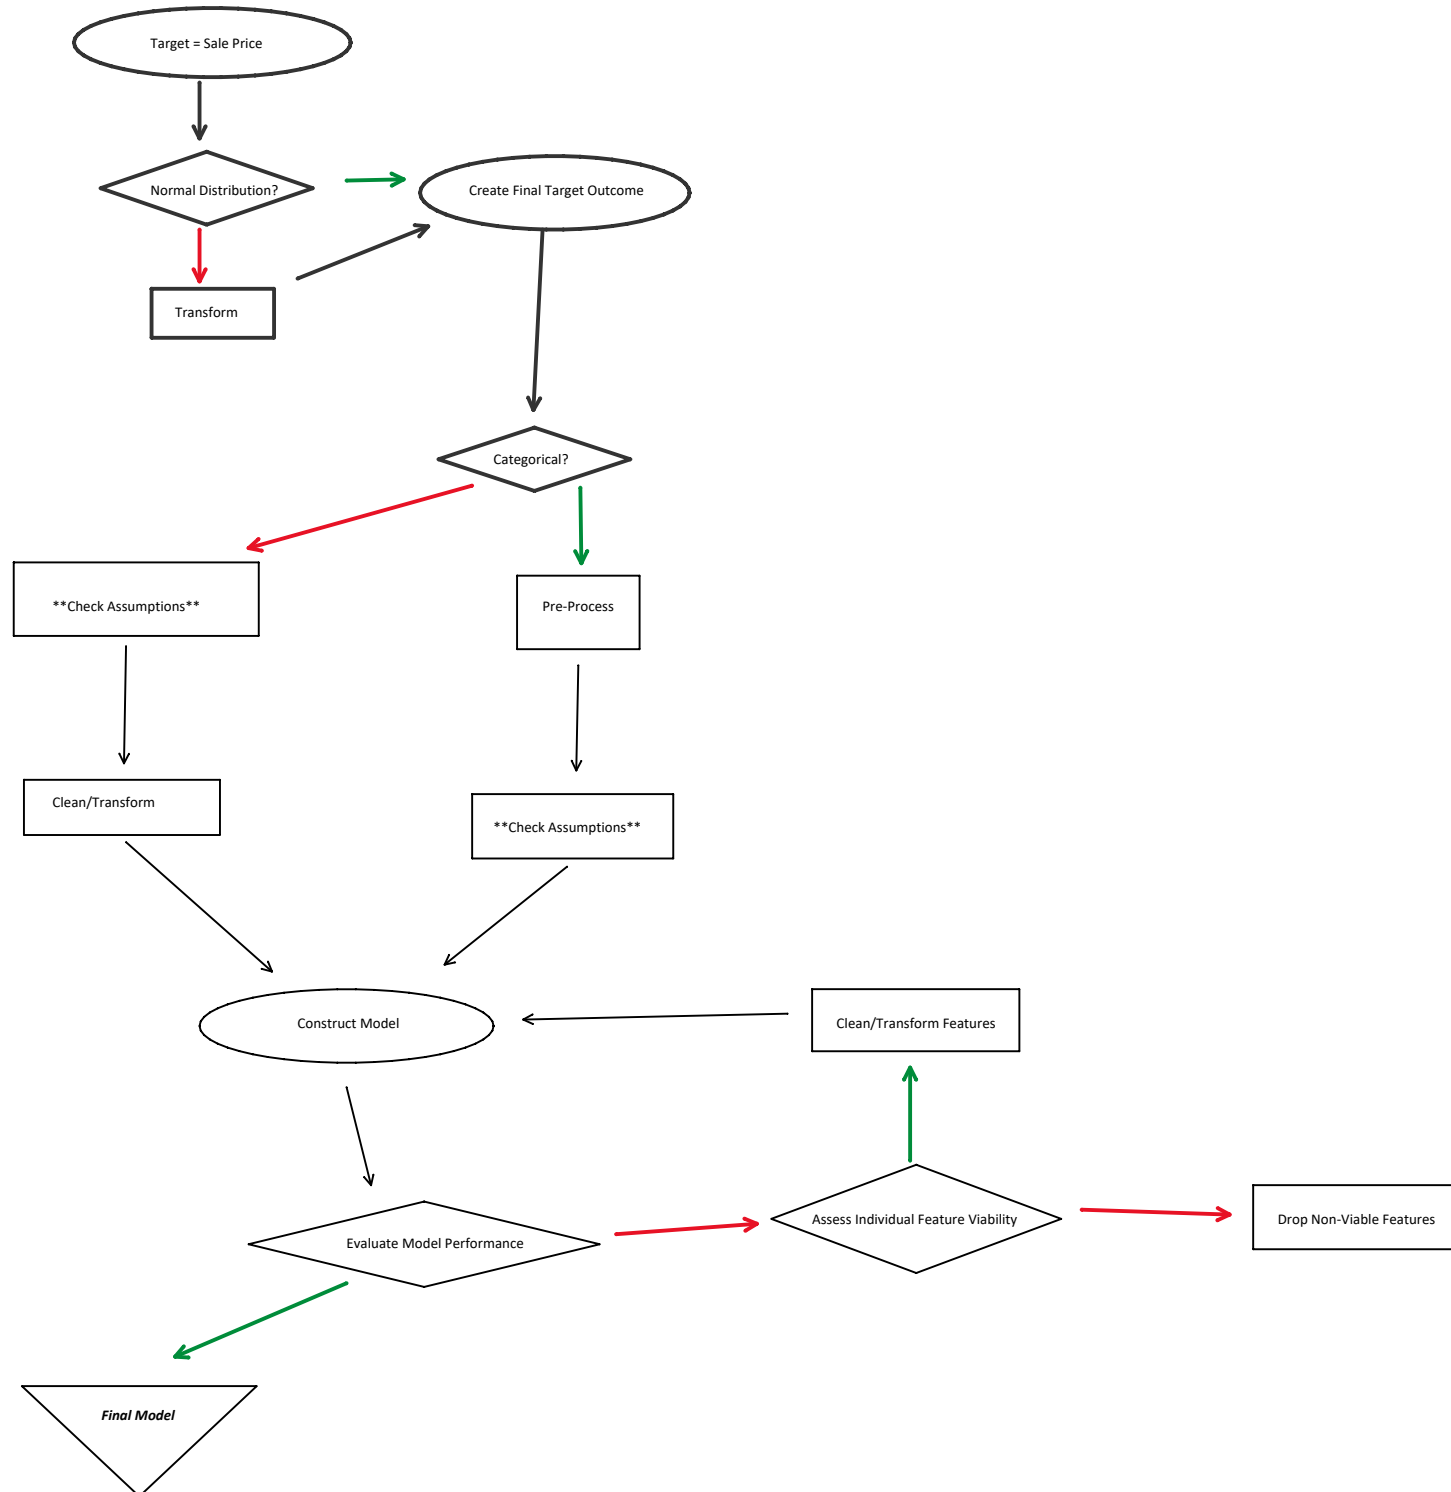 Target = Sale Price
Normal Distribution?
Create Final Target Outcome
Transform
Categorical?
**Check Assumptions**
Pre-Process
Clean/Transform
**Check Assumptions**
Construct Model
Clean/Transform Features
Evaluate Model Performance
Assess Individual Feature Viability
Drop Non-Viable Features
Final Model